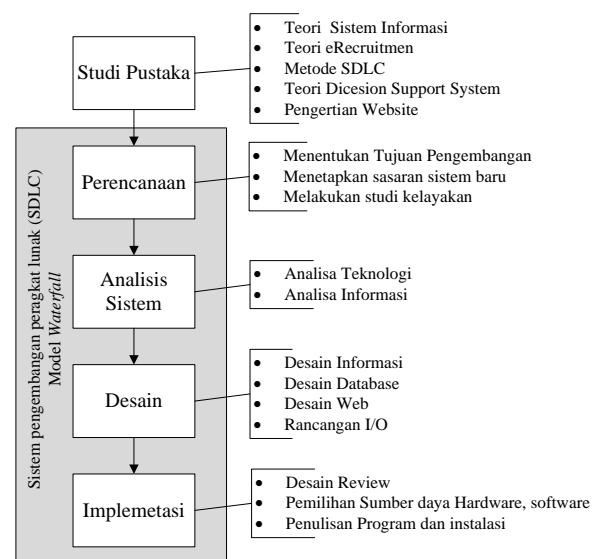 Studi Pustaka
• Teori Sistem Informasi
• Teori eRecruitmen
• Metode SDLC
• Teori Dicesion Support System
• Pengertian Website
Sistem pengembangan peragkat lunak (SDLC)
Model Waterfall
Perencanaan
• Menentukan Tujuan Pengembangan
• Menetapkan sasaran sistem baru
• Melakukan studi kelayakan
Analisis
Sistem
• Analisa Teknologi
• Analisa Informasi
Desain
• Desain Informasi
• Desain Database
• Desain Web
• Rancangan I/O
Implemetasi
• Desain Review
• Pemilihan Sumber daya Hardware, software
• Penulisan Program dan instalasi